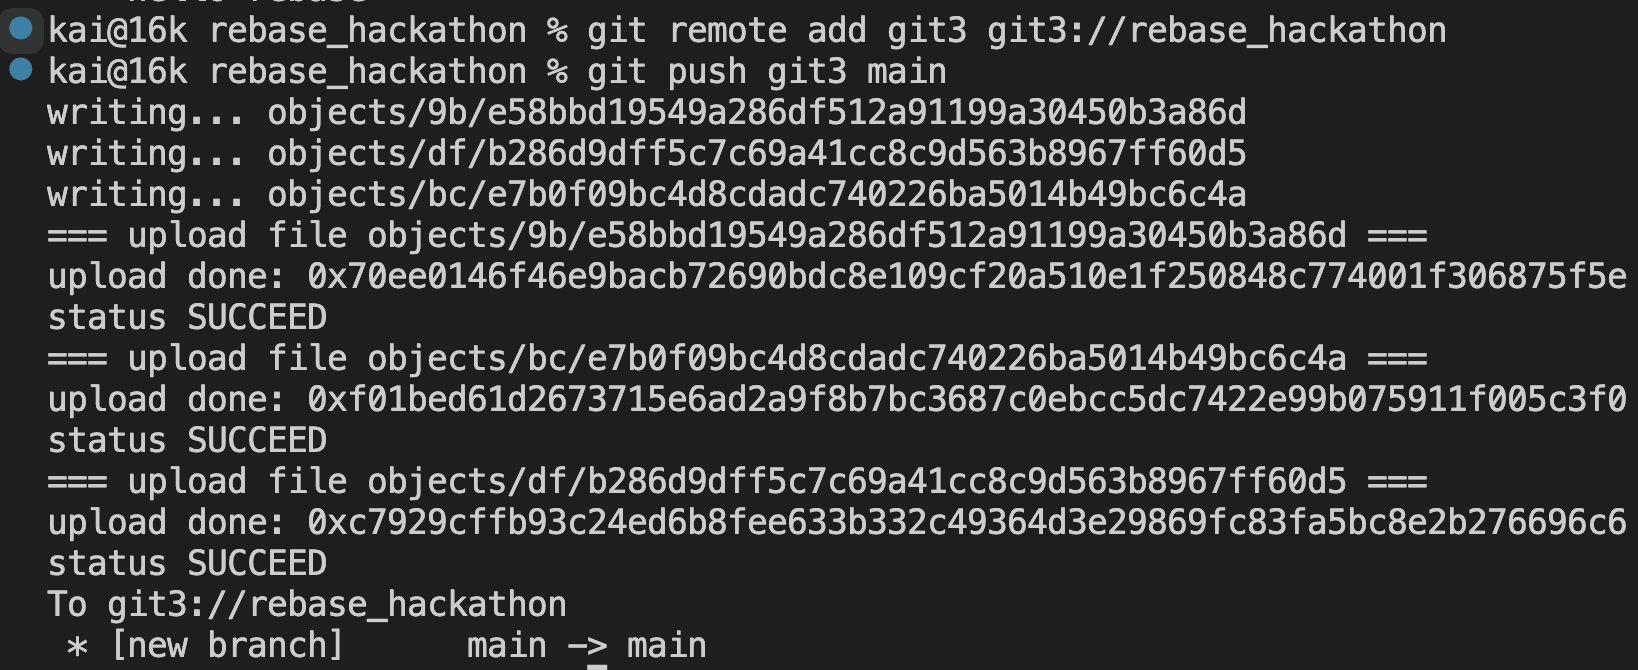 kai@16k rebase_hackathon % git remote add git3 git3://rebase_hackathon
kai@16k rebase_hackathon % git push git3 main
writing... objects/9b/e58bbd19549a286df512a91199a30450b3a86d
writing... objects/df/b286d9dff5c7c69a41cc8c9d563b8967ff60d5
writing... objects/bc/e7b0f09bc4d8cdadc740226ba5014b49bc6c4a
=== upload file objects/9b/e58bbd19549a286df512a91199a30450b3a86d ===
upload done: 0x70ee0146f46e9bacb72690bdc8e109cf20a510e1f250848c774001f306875f5e
status SUCCEED
=== upload file objects/bc/e7b0f09bc4d8cdadc740226ba5014b49bc6c4a ===
upload done: 0xf01bed61d2673715e6ad2a9f8b7bc3687c0ebcc5dc7422e99b075911f005c3f0
status SUCCEED
=== upload file objects/df/b286d9dff5c7c69a41cc8c9d563b8967ff60d5 ===
upload done: 0xc7929cffb93c24ed6b8fee633b332c49364d3e29869fc83fa5bc8e2b276696c6
status SUCCEED
To git3://rebase_hackathon
 * [new branch]      main -> main